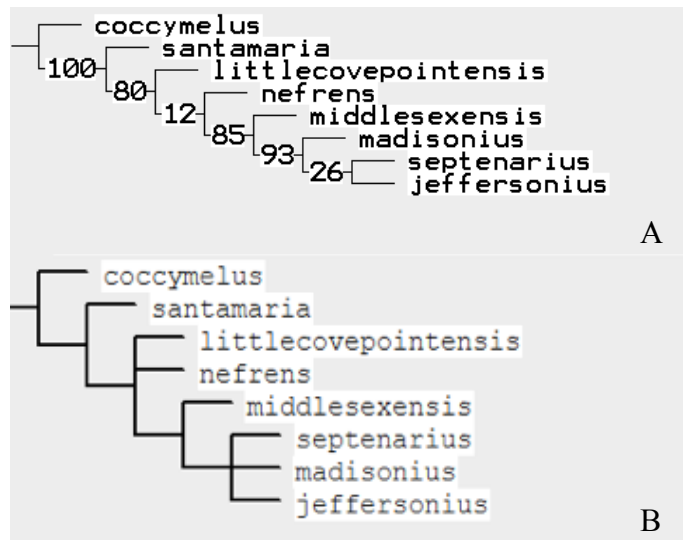 coccymelus
santamaria
100
littlecovepointensis
80
nefrens
12
middlesexensis
85
madisonius
93
septenarius
26
jeffersonius
A
coccymelus
santamaria
littlecovepointensis
nefrens
middlesexensis
septenarius
madisonius
jeffersonius
B